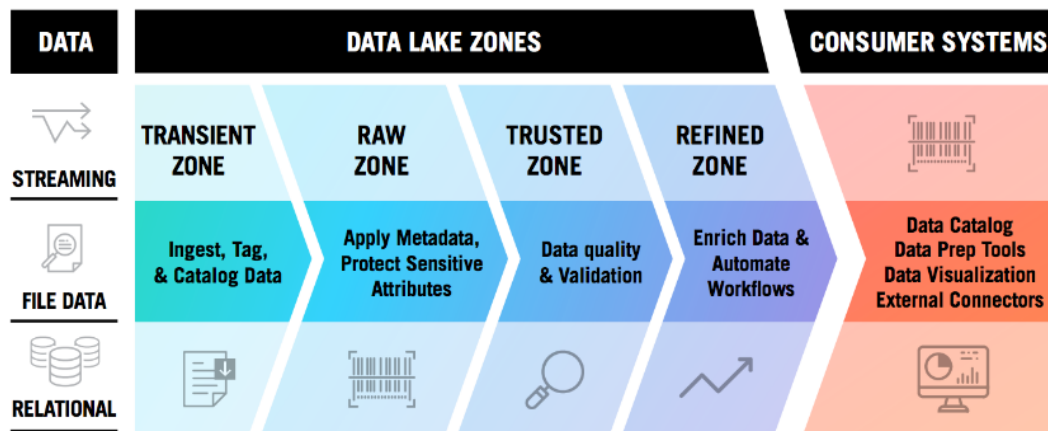 DATA
DATA LAKE ZONES
CONSUMER SYSTEMS
STREAMING
FILE DATA
RELATIONAL
TRANSIENT
ZONE
Ingest, Tag,
& Catalog Data
RAW
ZONE
Apply Metadata,
Protect Sensitive
Attributes
TRUSTED
ZONE
Data quality
& Validation
REFINED
ZONE
Enrich Data &
Automate
Workflows
Data Catalog
Data Prep Tools
Data Visualization
External Connectors